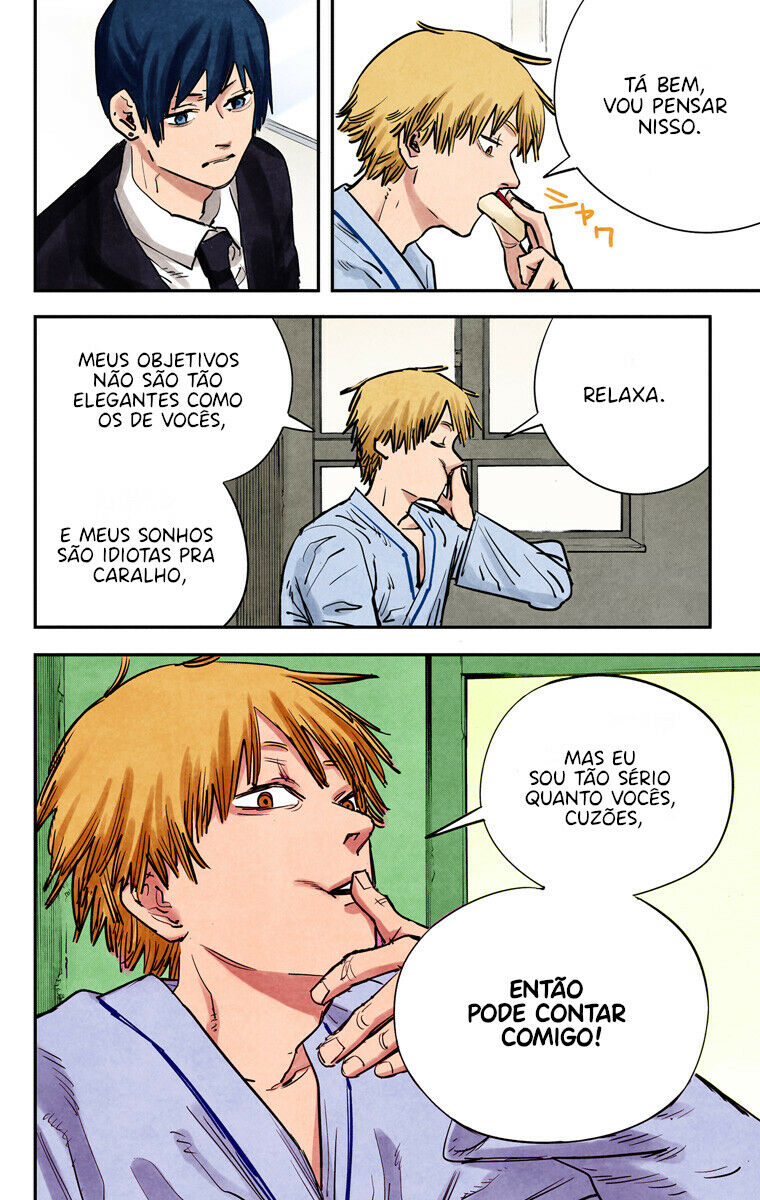 TÁ BEM,
VOU PENSAR
NISSO.
シャク
RELAXA.
MEUS OBJETIVOS
NÃO SÃO TÃO
ELEGANTES COMO
OS DE VOCÊS,
E MEUS SONHOS
SÃO IDIOTAS PRA
CARALHO,
MAS EU
SOU TÃO SÉRIO
QUANTO VOCÊS,
CUZÕES,
ENTÃO
PODE CONTAR
COMIGO!